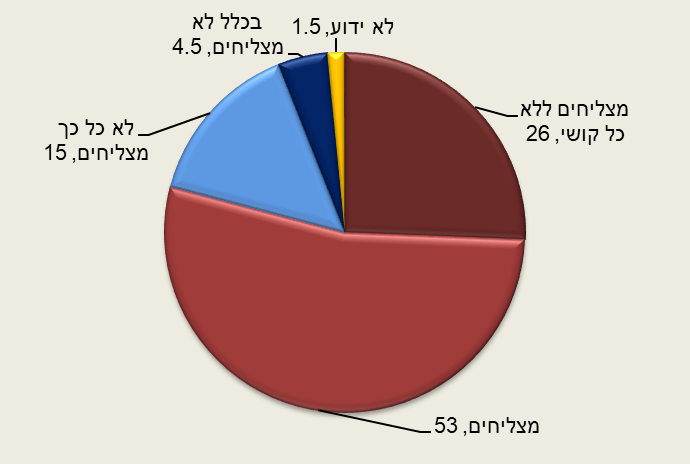 לא ידוע, 1.5
מצליחים ללא
כל קושי, 26
מצליחים, 53
לא כל כך
מצליחים, 15
בכלל לא
מצליחים, 4.5